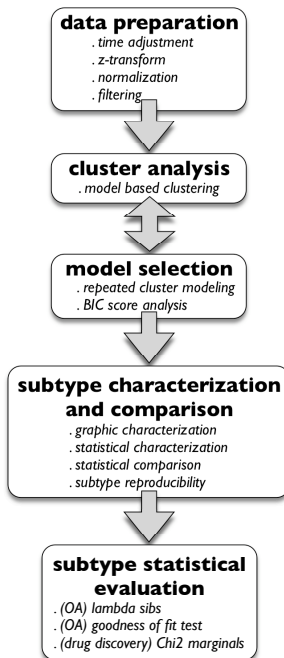 data preparation
. time adjustment
. z-transform
. normalization
. filtering
cluster analysis
. model based clustering
model selection
. repeated cluster modeling
. BIC score analysis
subtype characterization
and comparison
. graphic characterization
. statistical characterization
. statistical comparison
. subtype reproducibility
subtype statistical
evaluation
. (OA) lambda sibs
. (OA) goodness of fit test
. (drug discovery) Chi2 marginals